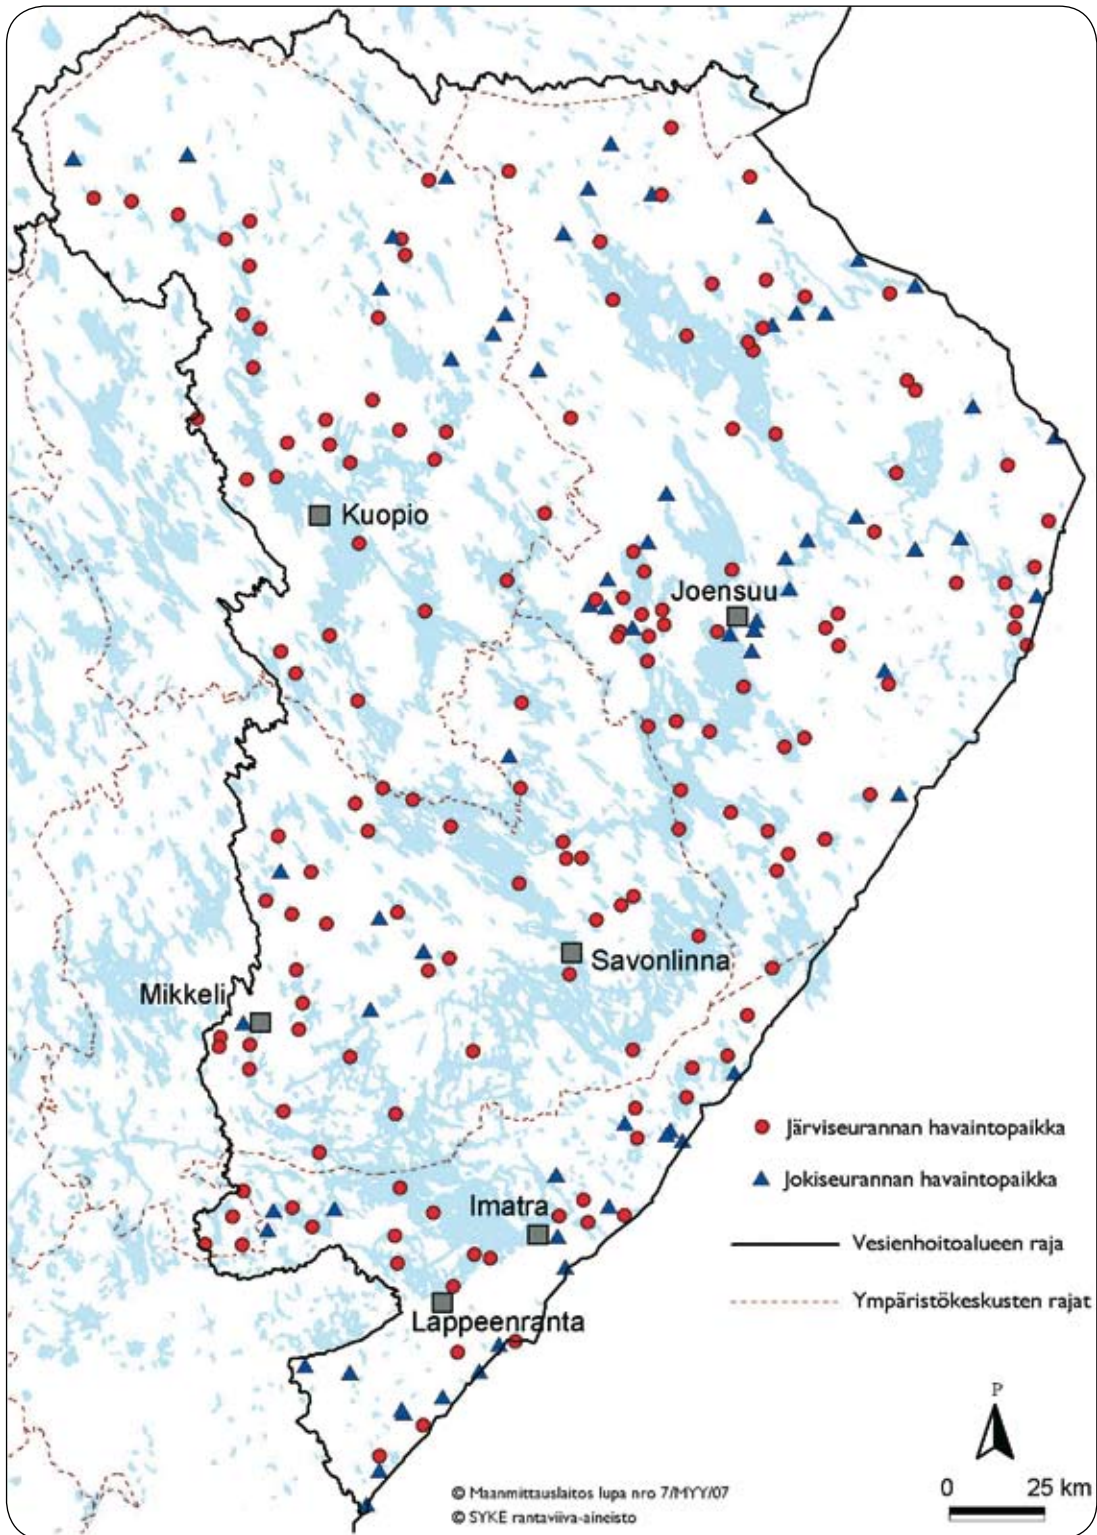 Kuopio
Joensuu
Savonlinna
Mikkeli
Järviseurannan havaintopaikka
Jokiseurannan havaintopaikka
Imatra
Vesienhoitoalueen raja
Ympäristökeskusten rajat
Lappeenranta
P
0 25 km
© Maanmittauslaitos lupa nro 7/MYY/07
© SYKE rantaviiva-aineisto